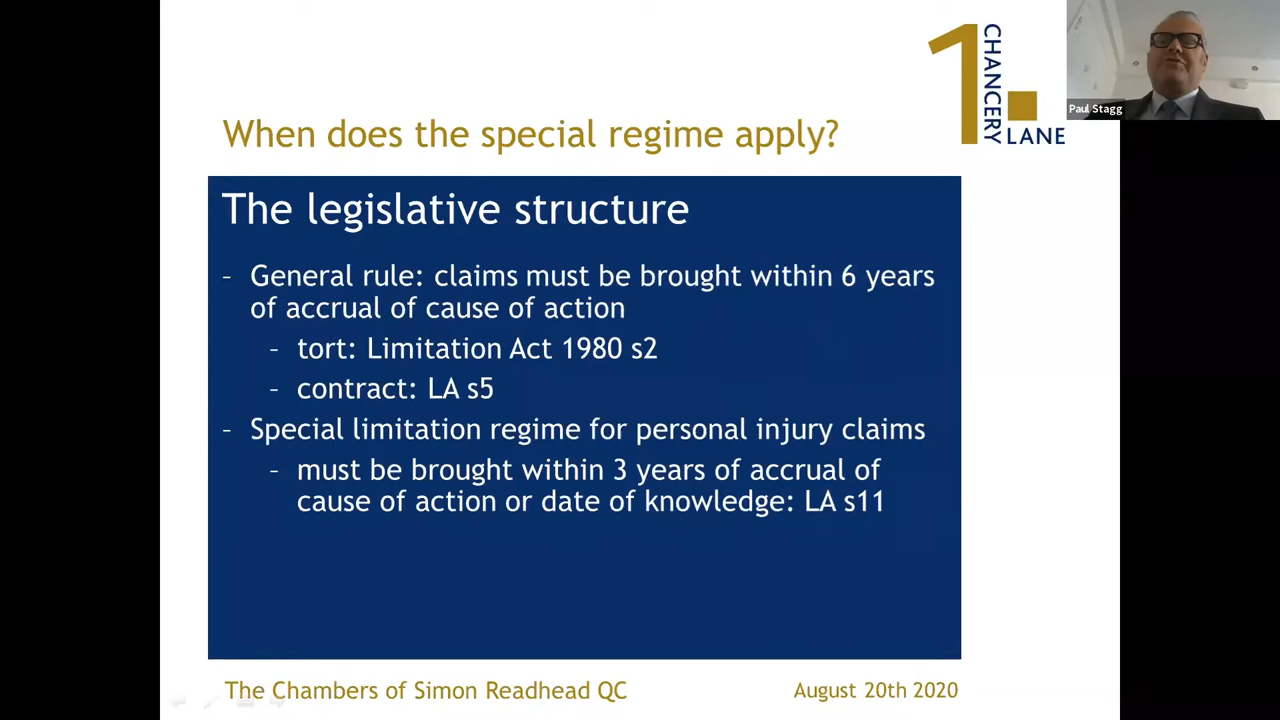 1 CHANCERY LANE
Paul Stagg
When does the special regime apply?
The legislative structure
– General rule: claims must be brought within 6 years
of accrual of cause of action
– tort: Limitation Act 1980 s2
– contract: LA s5
– Special limitation regime for personal injury claims
– must be brought within 3 years of accrual of
cause of action or date of knowledge: LA s11
The Chambers of Simon Readhead QC
August 20th 2020